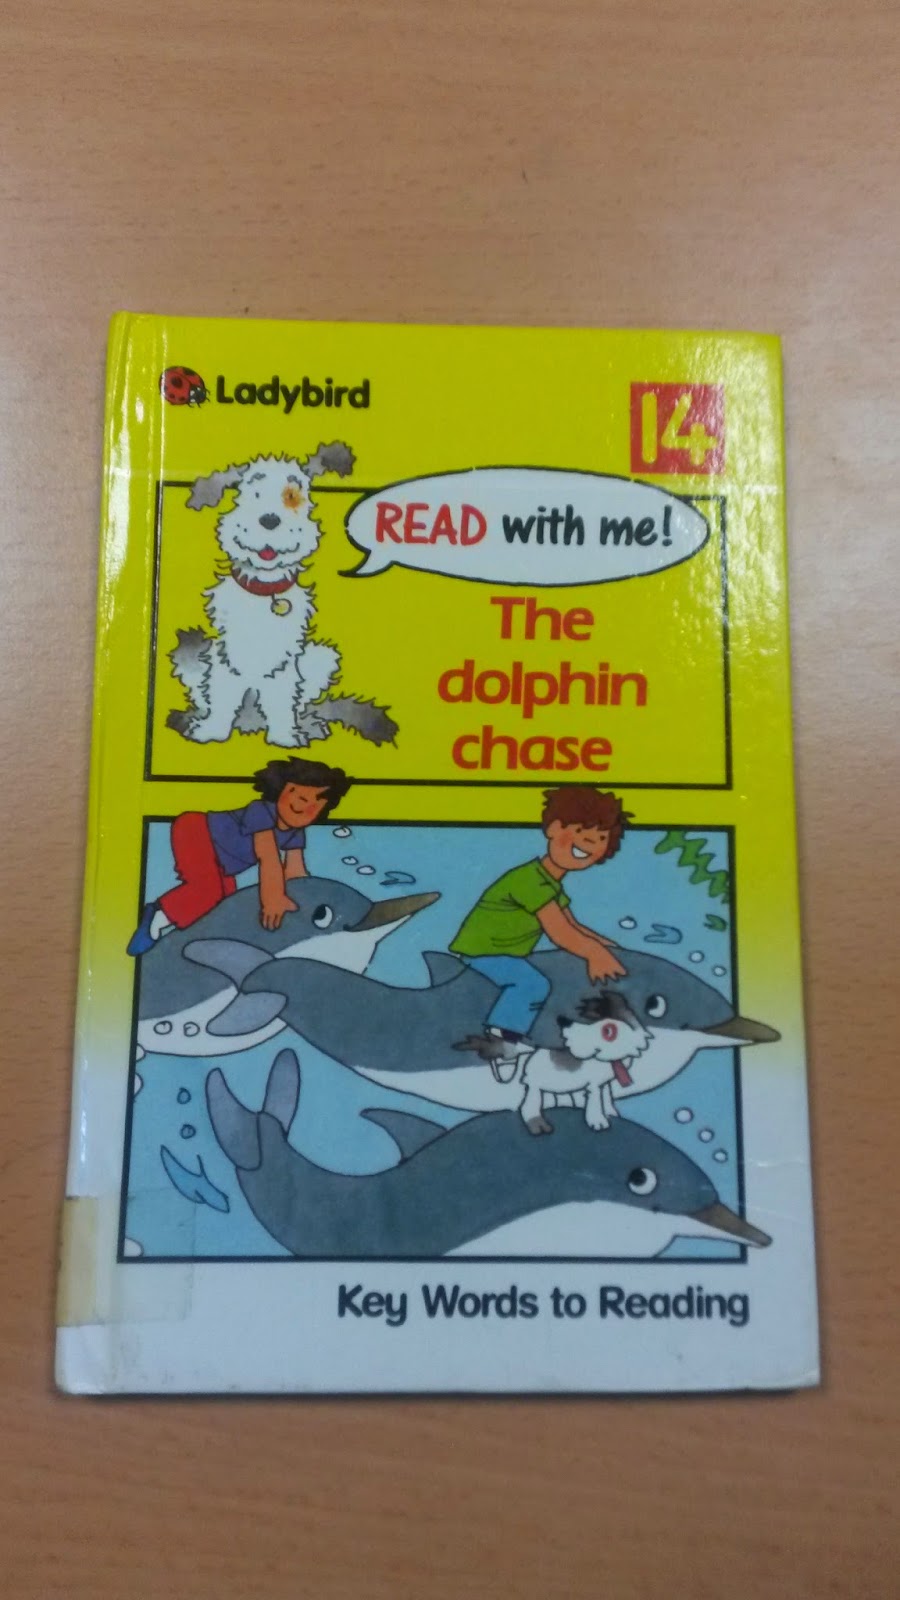 Ladybird
14
READ with me!
The
dolphin
chase
Key Words to Reading